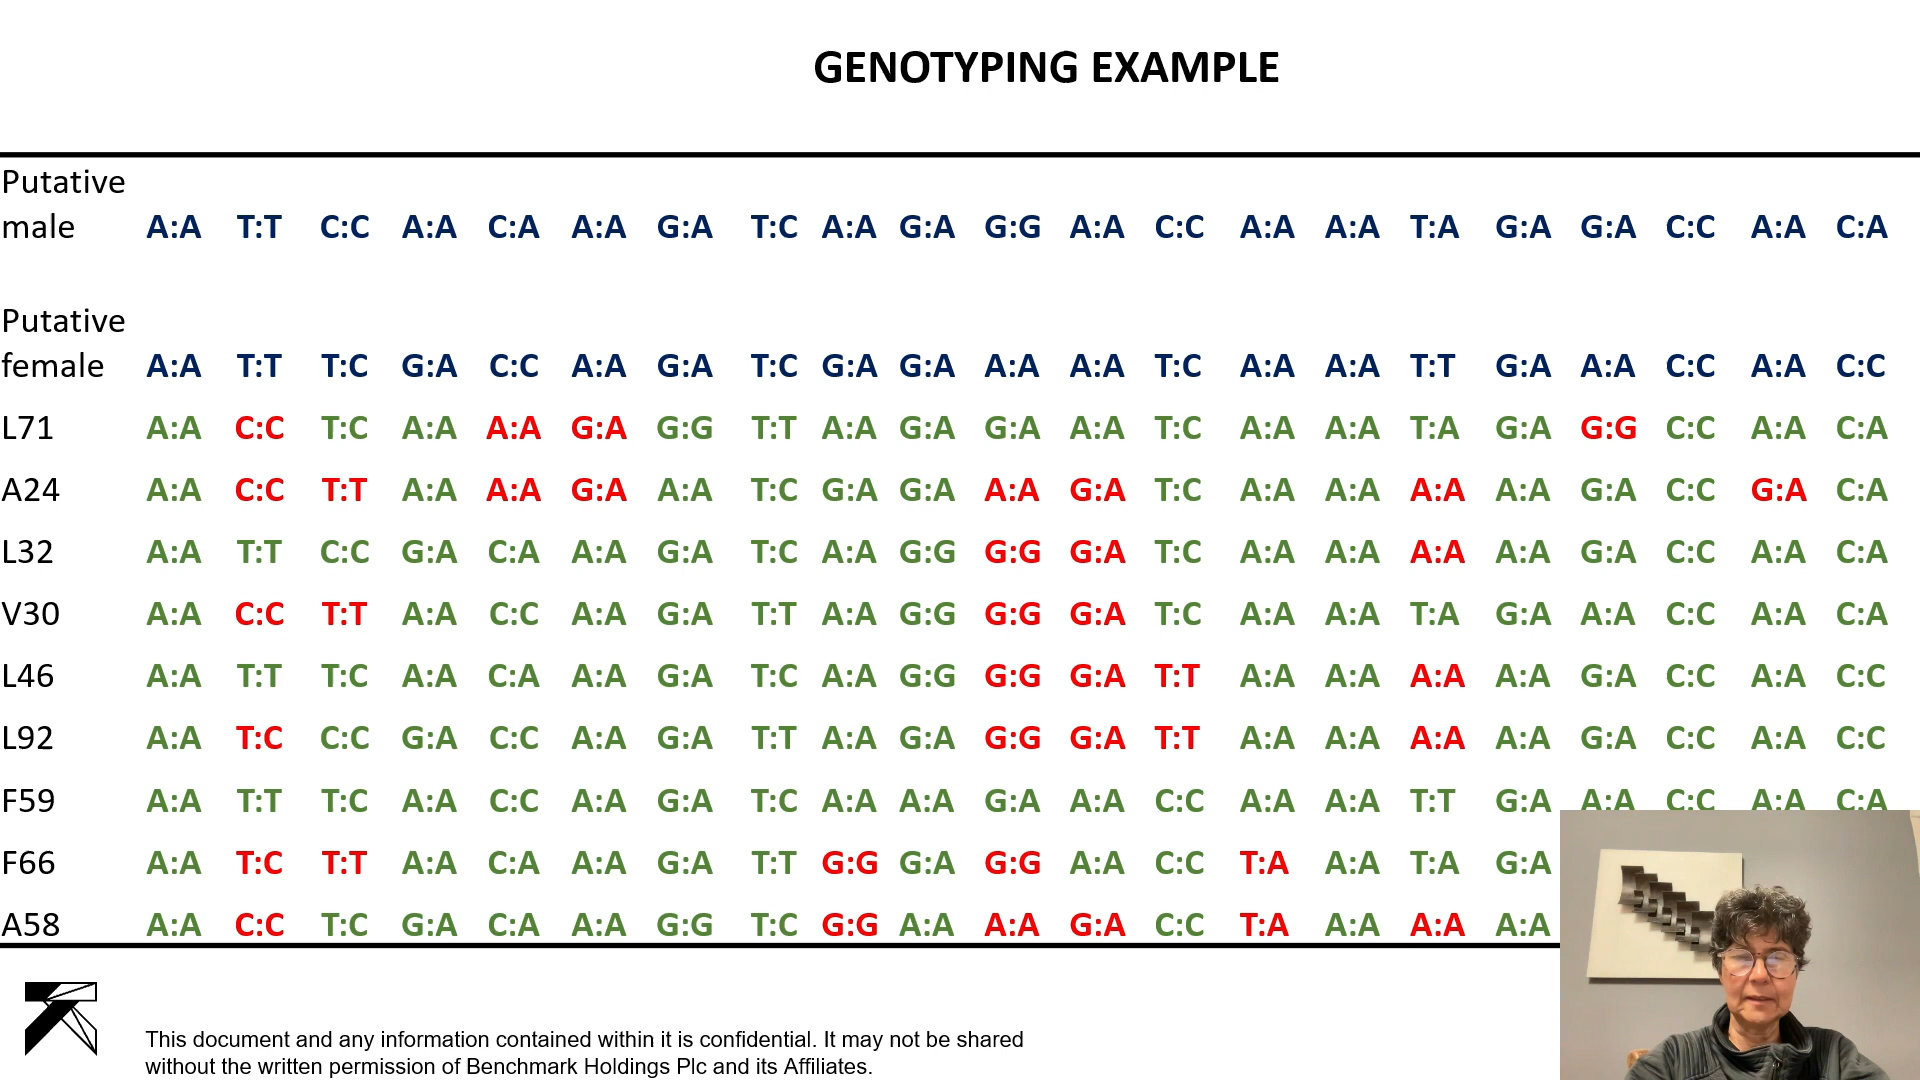 GENOTYPING EXAMPLE
Putative
male A:A T:T C:C A:A C:A A:A G:A T:C A:A G:A G:G A:A C:C A:A A:A T:A G:A G:A C:C A:A C:A
Putative
female A:A T:T T:C G:A C:C A:A G:A T:C G:A G:A A:A A:A T:C A:A A:A T:T G:A A:A C:C A:A C:C
L71 A:A C:C T:C A:A A:A G:A G:G T:T A:A G:A G:A A:A T:C A:A A:A T:A G:A G:G C:C A:A C:A
A24 A:A C:C T:T A:A A:A G:A A:A T:C G:A G:A A:A G:A T:C A:A A:A A:A A:A G:A C:C G:A C:A
L32 A:A T:T C:C G:A C:A A:A G:A T:C A:A G:G G:G G:A T:C A:A A:A A:A A:A G:A C:C A:A C:A
V30 A:A C:C T:T A:A C:C A:A G:A T:T A:A G:G G:G G:A T:C A:A A:A T:A G:A A:A C:C A:A C:A
L46 A:A T:T T:C A:A C:A A:A G:A T:C A:A G:G G:G G:A T:T A:A A:A A:A A:A G:A C:C A:A C:C
L92 A:A T:C C:C G:A C:C A:A G:A T:T A:A G:A G:G G:A T:T A:A A:A A:A A:A G:A C:C A:A C:C
F59 A:A T:T T:C A:A C:C A:A G:A T:C A:A A:A G:A A:A C:C A:A A:A T:T G:A A:A C:C A:A C:A
F66 A:A T:C T:T A:A C:A A:A G:A T:T G:G G:A G:G A:A C:C T:A A:A T:A G:A
A58 A:A C:C T:C G:A C:A A:A G:G T:C G:G A:A A:A G:A C:C T:A A:A A:A A:A
This document and any information contained within it is confidential. It may not be shared
without the written permission of Benchmark Holdings Plc and its Affiliates.